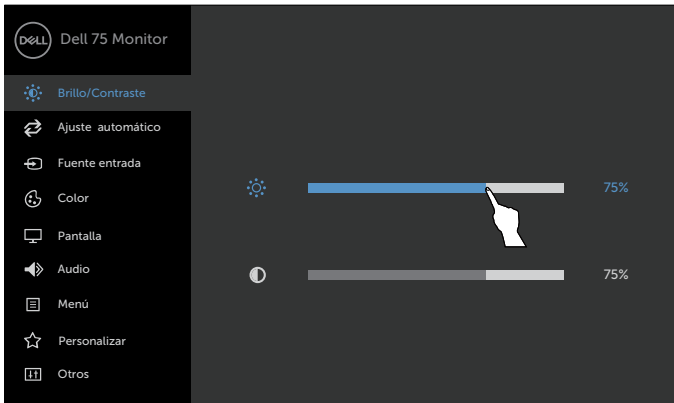 DELL Dell 75 Monitor
Brillo/Contraste
Ajuste automático
Fuente entrada
75%
Color
Pantalla
Audio
75%
Menú
Personalizar
Otros